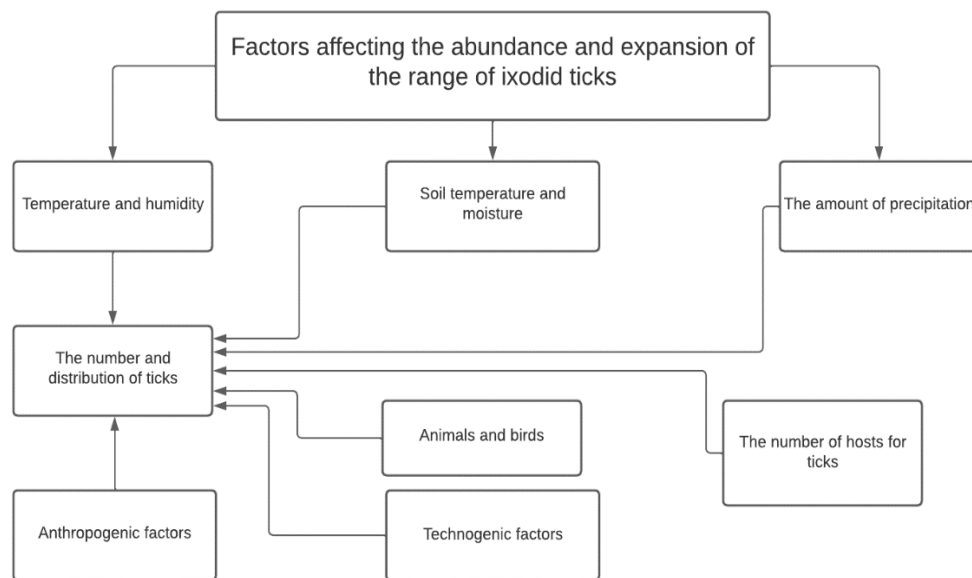 Factors affecting the abundance and expansion of
the range of ixodid ticks
Temperature and humidity
Soil temperature and
moisture
The amount of precipitation
The number and
distribution of ticks
Animals and birds
The number of hosts for
ticks
Anthropogenic factors
Technogenic factors